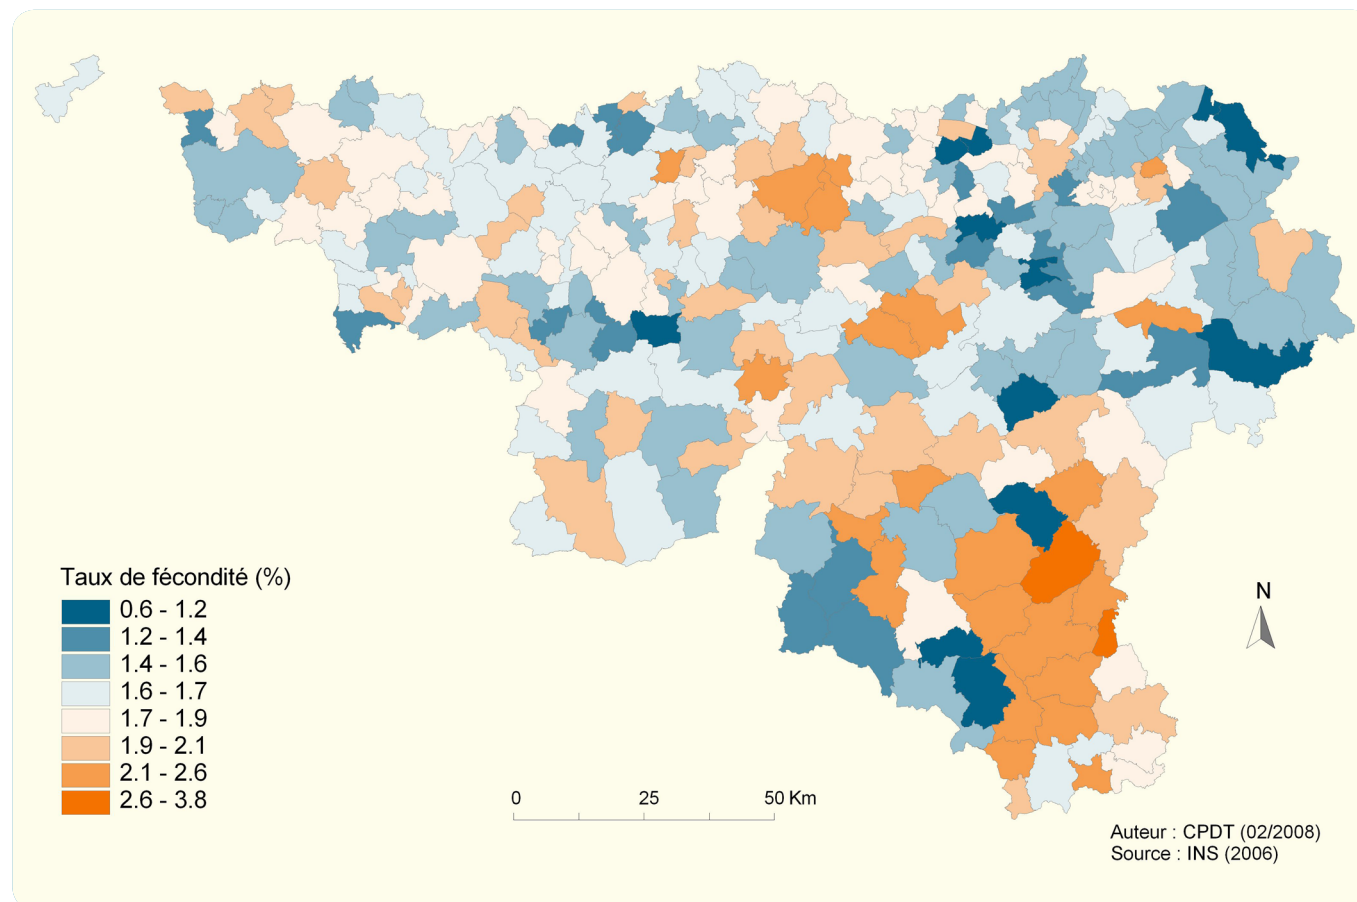 Taux de fécondité (%)
0.6 - 1.2
1.2 - 1.4
1.4 - 1.6
1.6 - 1.7
1.7 - 1.9
1.9 - 2.1
2.1 - 2.6
2.6 - 3.8
0 25 50 Km
N
Auteur : CPDT (02/2008)
Source : INS (2006)